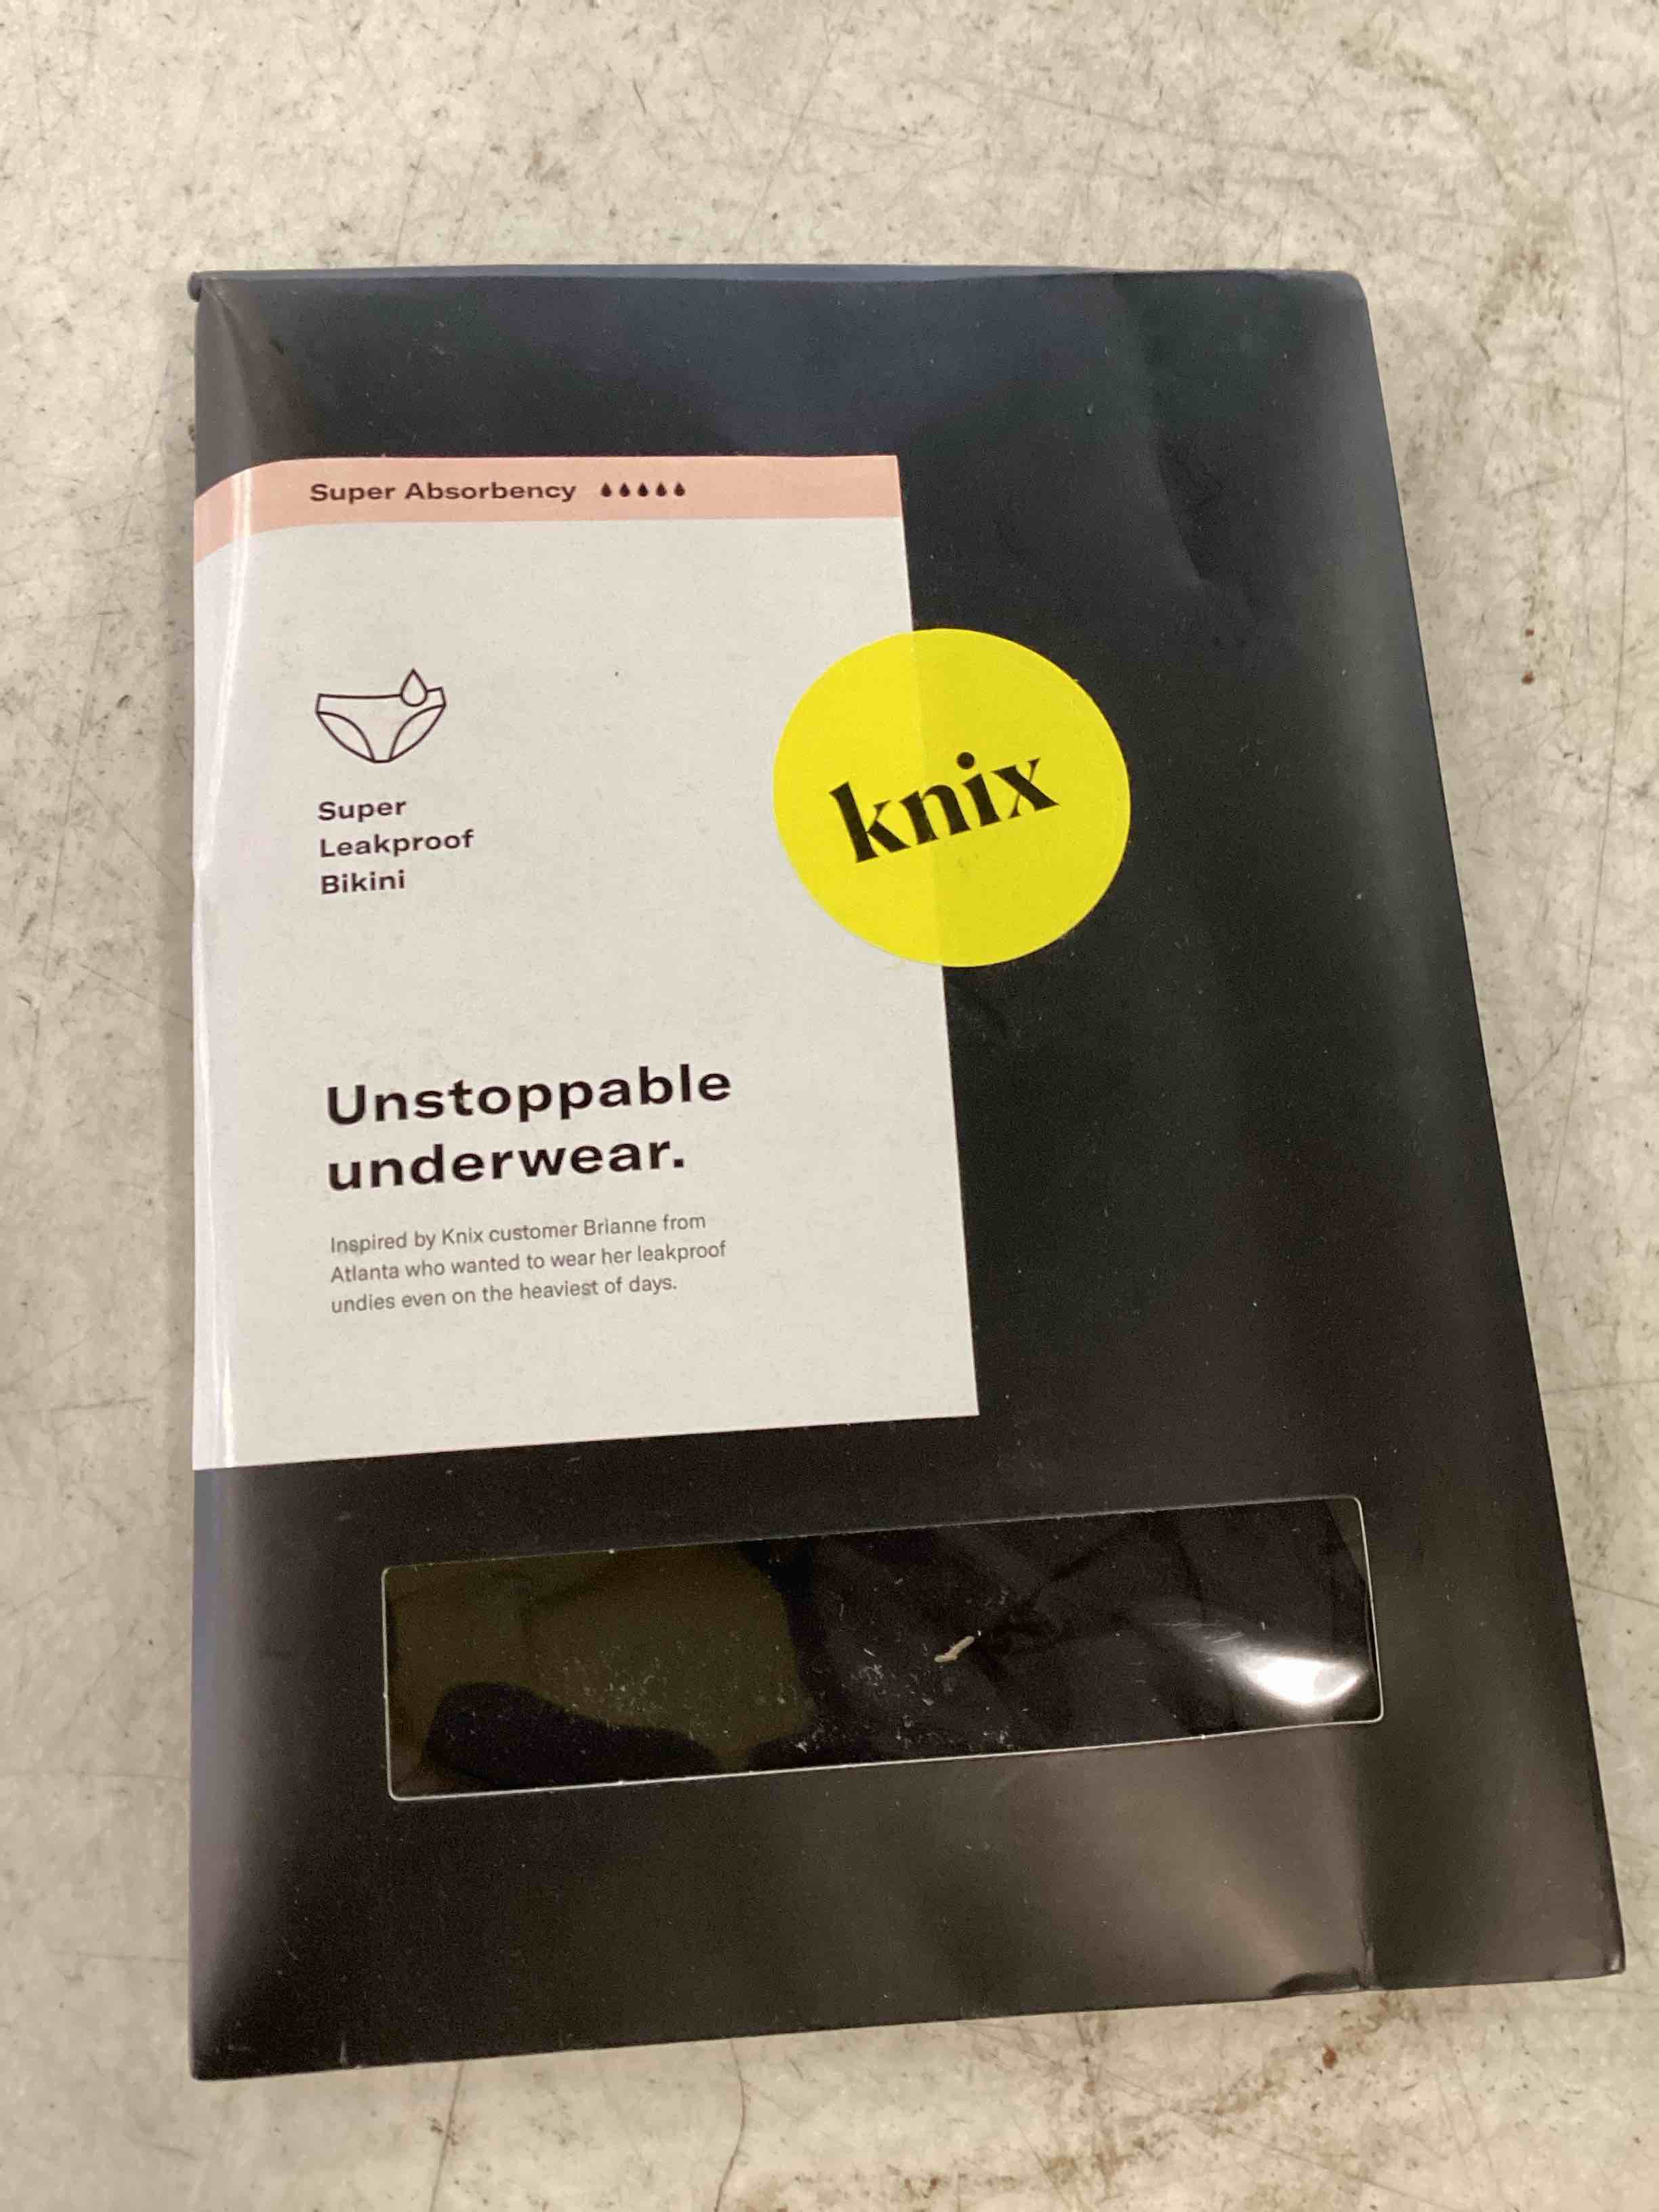 Super Absorbency
knix
Super
Leakproof
Bikini
Unstoppable
underwear.
Inspired by Knix customer Brianne from
Atlanta who wanted to wear her leakproof
undies even on the heaviest of days.